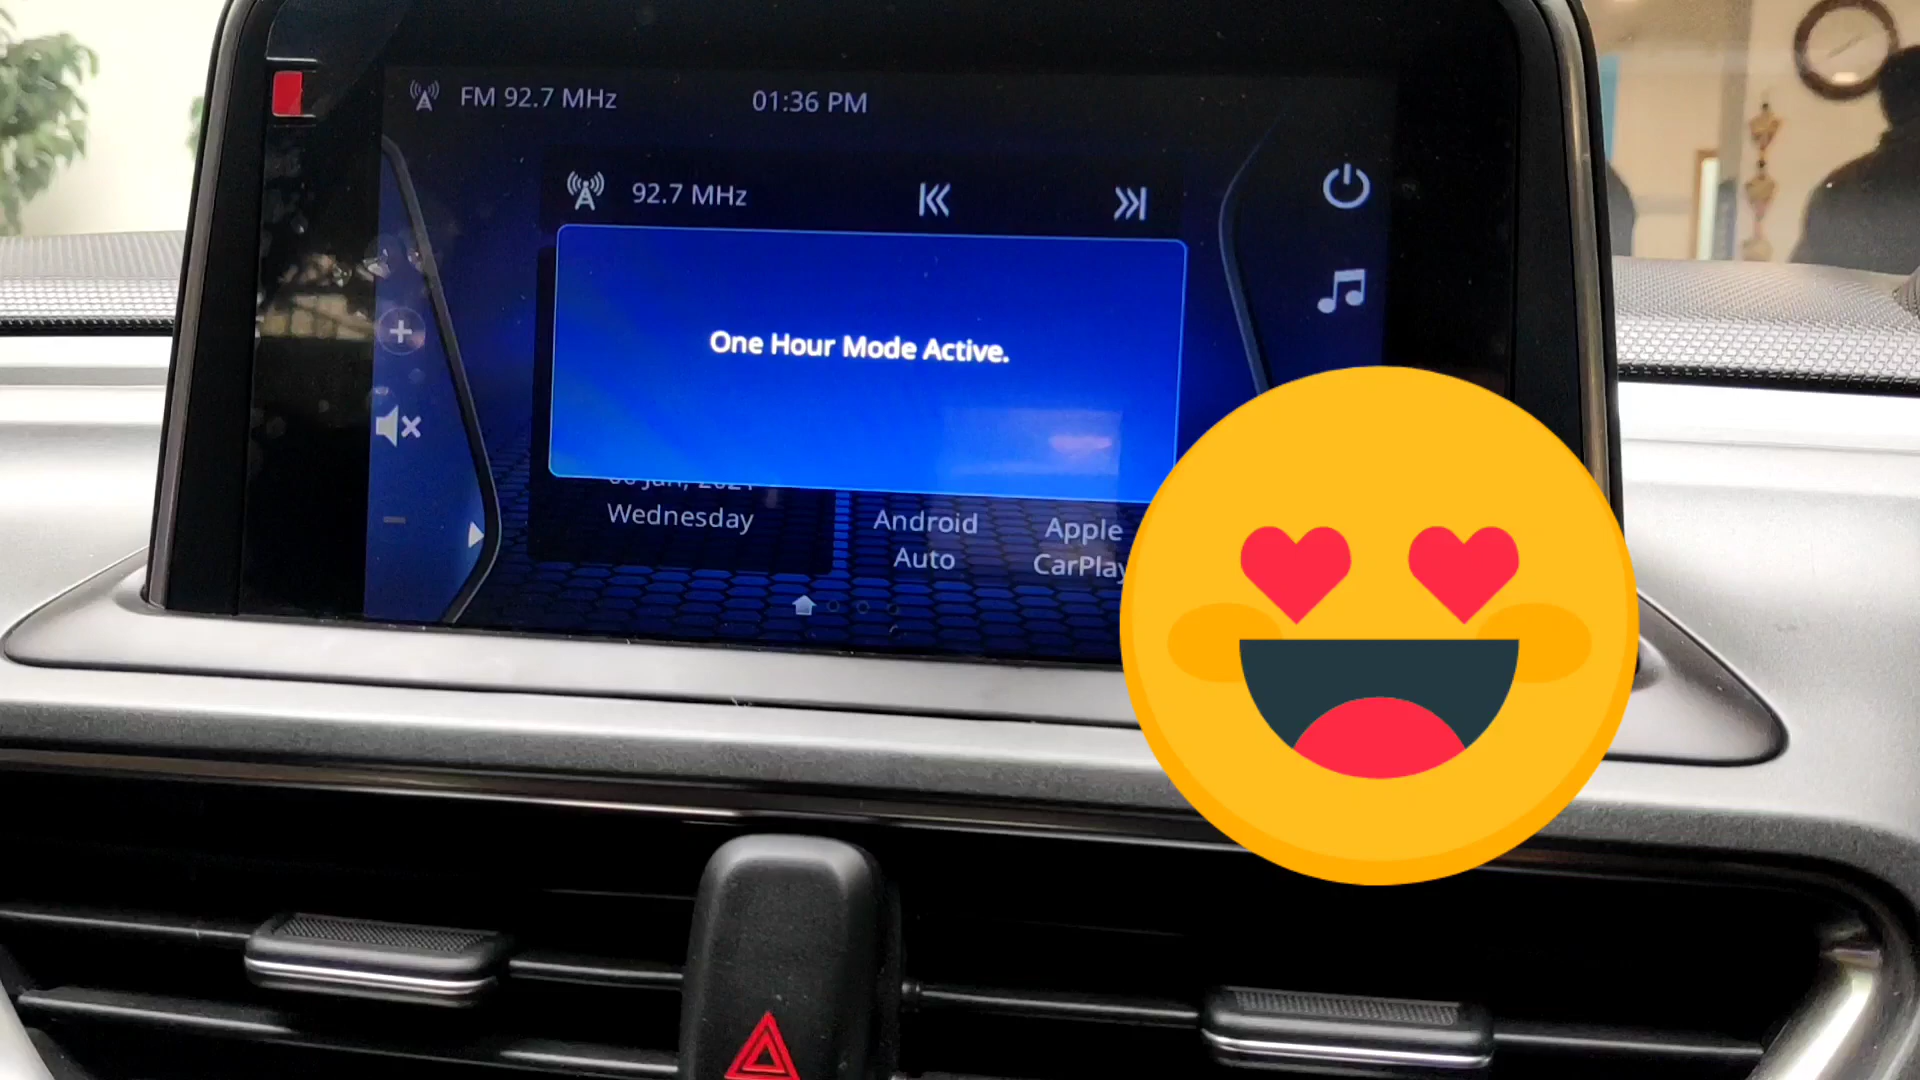 FM 92.7 MHz
01:36 PM
92.7 MHz
One Hour Mode Active.
Wednesday
Android
Auto
Apple
CarPlay